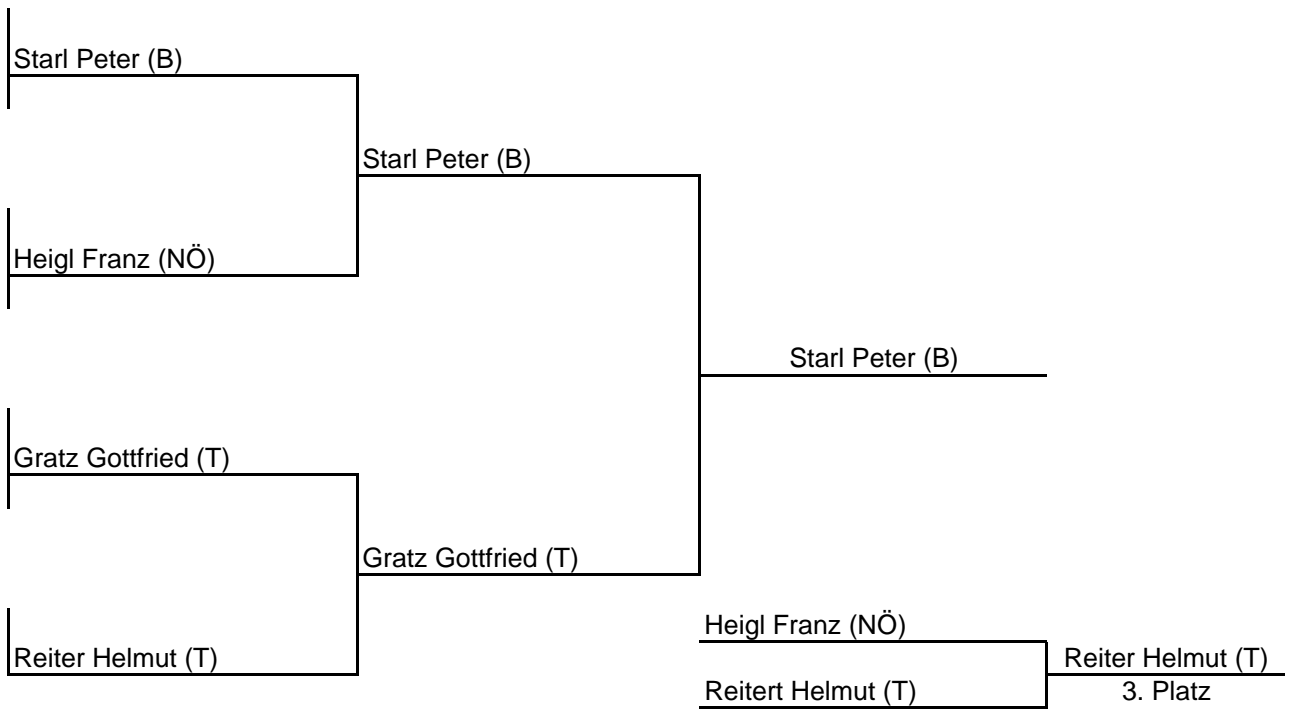 Starl Peter (B)
Starl Peter (B)
Heigl Franz (NÖ)
Starl Peter (B)
Gratz Gottfried (T)
Gratz Gottfried (T)
Heigl Franz (NÖ)
Reiter Helmut (T)
Reiter Helmut (T)
Reitert Helmut (T)
3. Platz